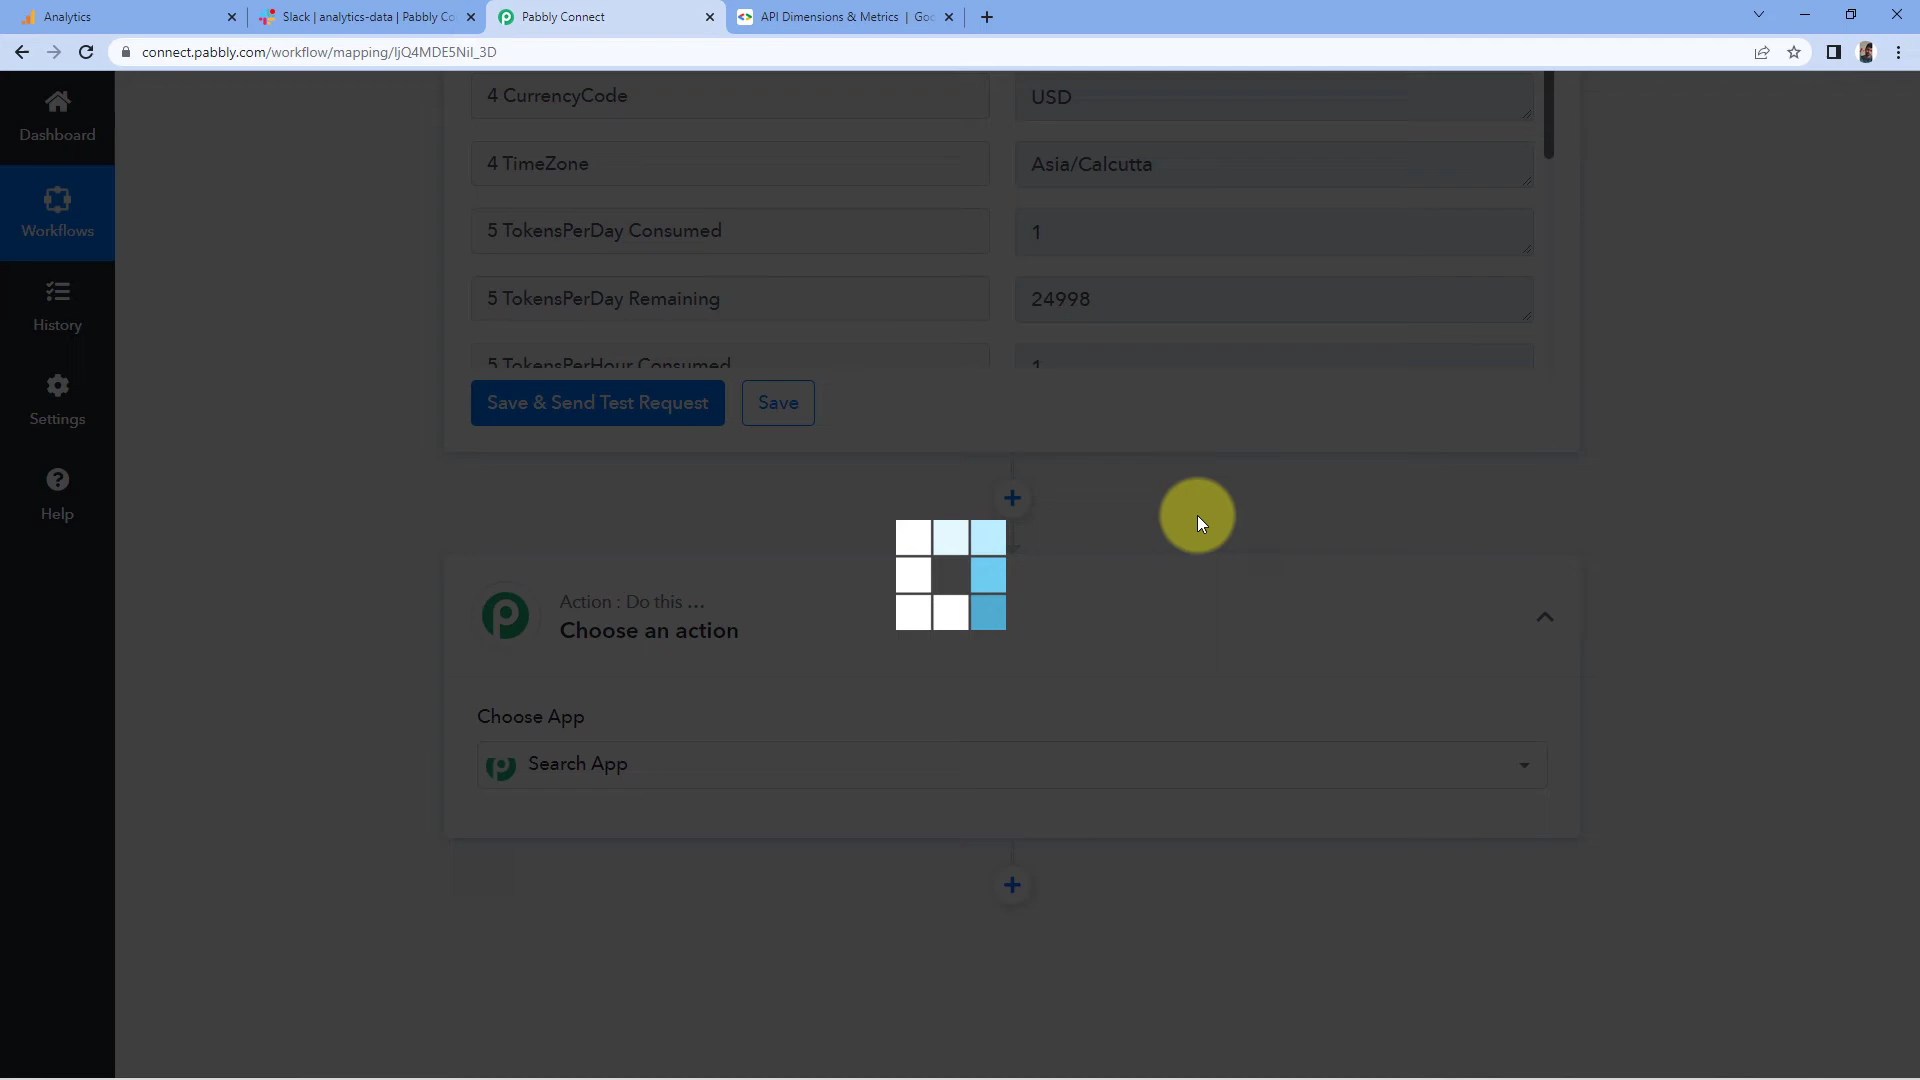 Analytics
Slack | analytics-data | Pabbly Co
Pabbly Connect
API Dimensions & Metrics | Goo
connect.pabbly.com/workflow/mapping/IjQ4MDE5NiI_3D
Dashboard
Workflows
History
Settings
Help
4 CurrencyCode
USD
4 TimeZone
Asia/Calcutta
5 TokensPerDay Consumed
1
5 TokensPerDay Remaining
24998
5 TokensPerHour Consumed
1
Save & Send Test Request
Save
Action : Do this ...
Choose an action
Choose App
Search App